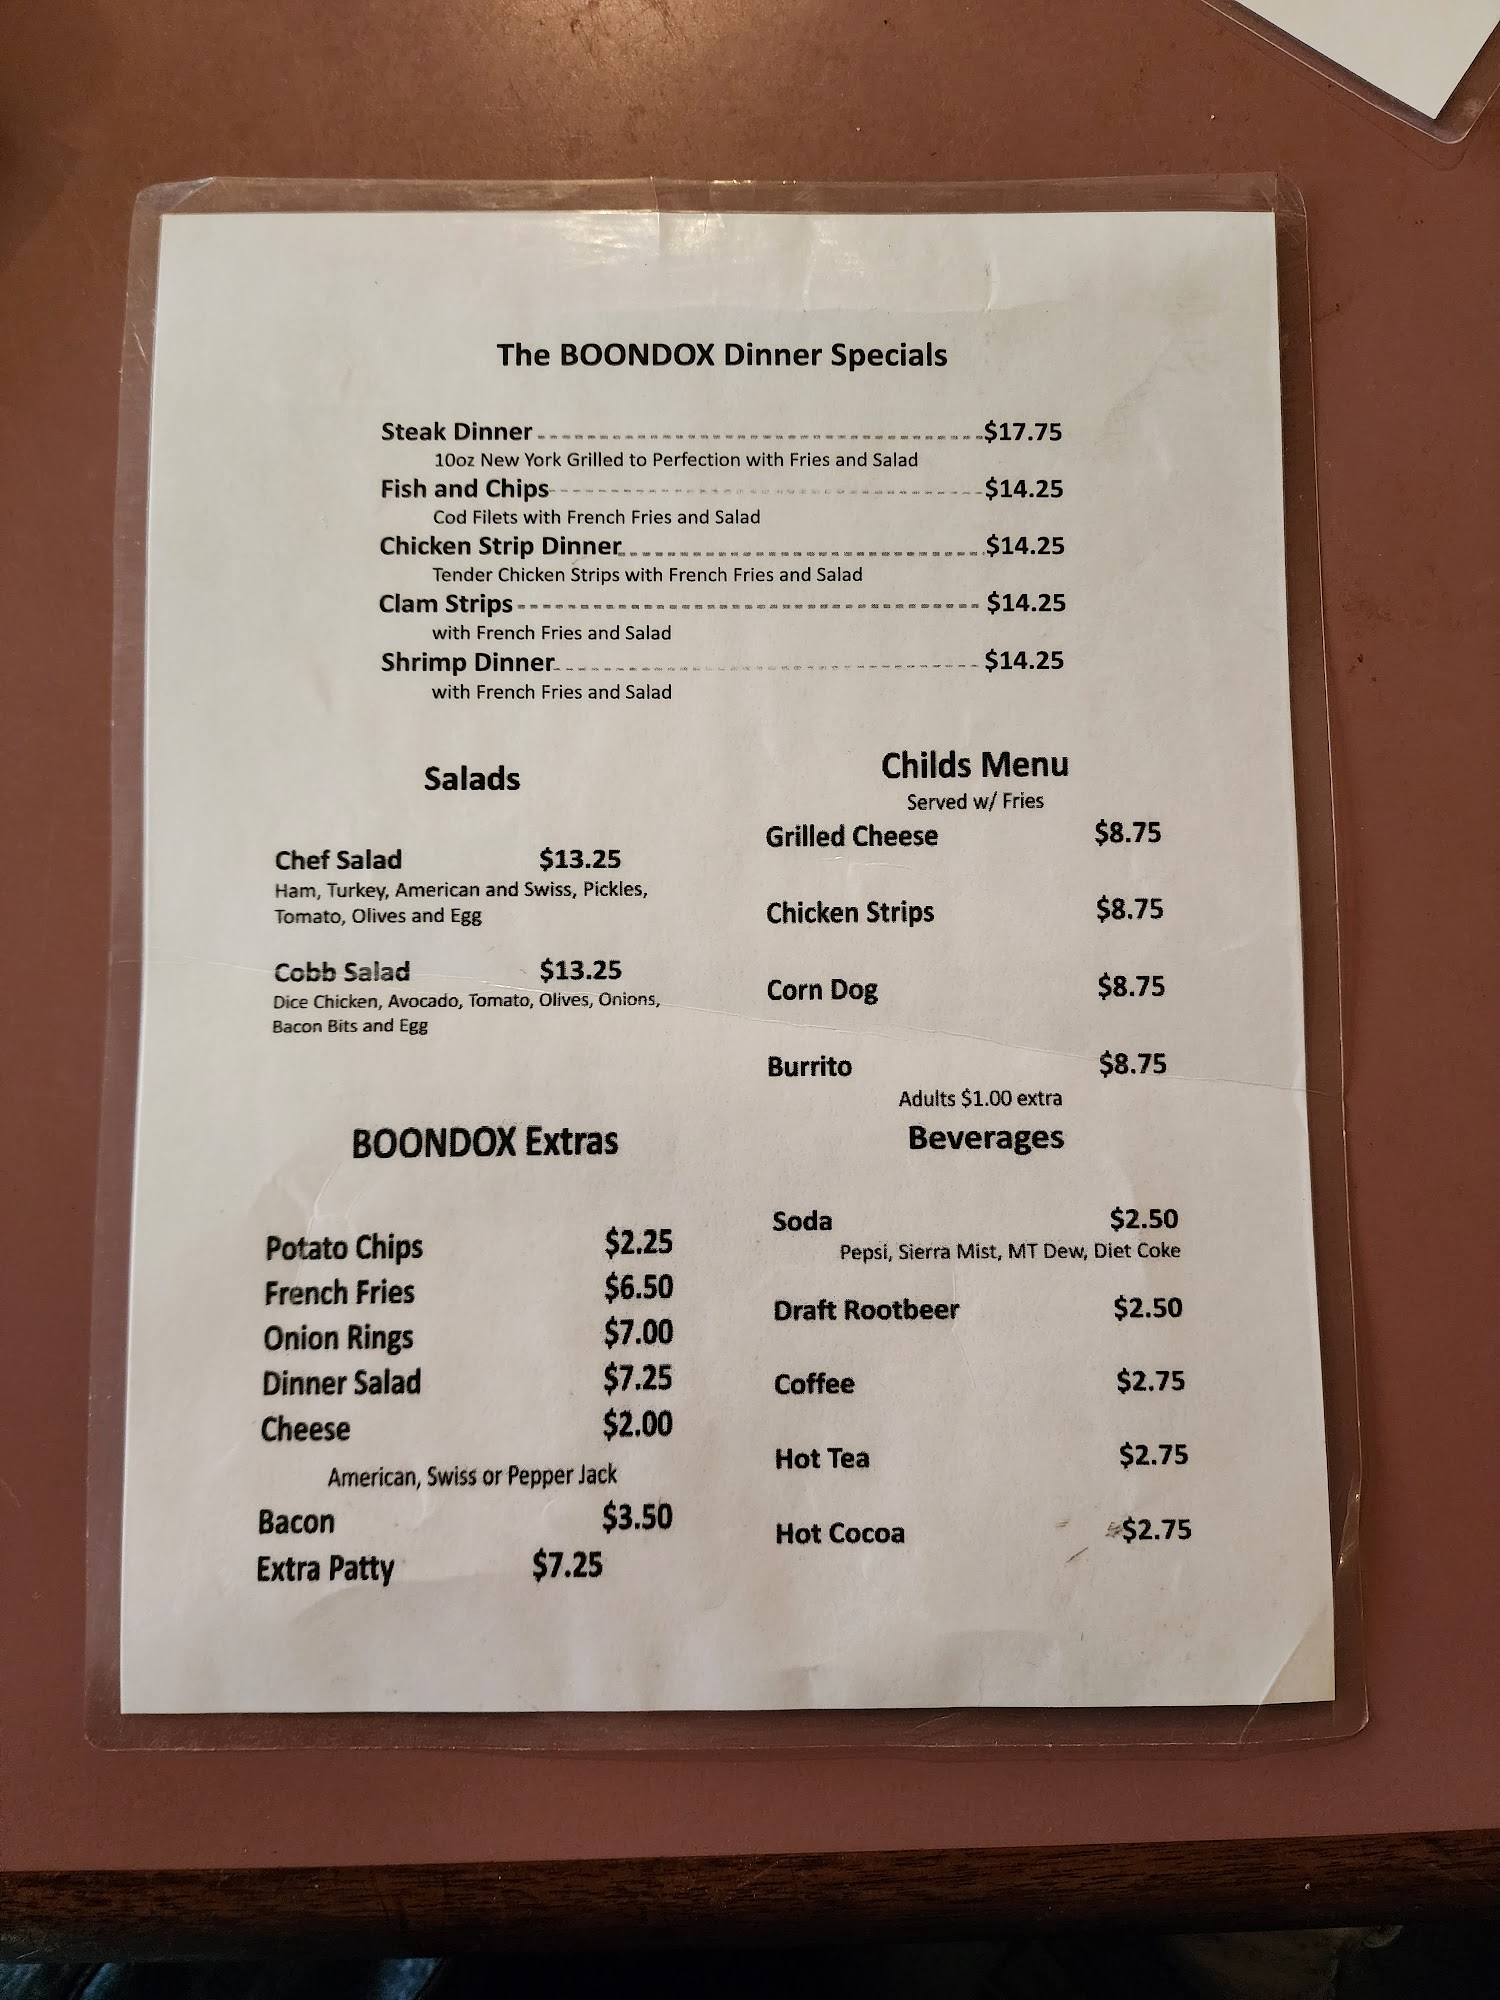 The BOONDOX Dinner Specials
Steak Dinner $17.75
10oz New York Grilled to Perfection with Fries and Salad
Fish and Chips $14.25
Cod Filets with French Fries and Salad
Chicken Strip Dinner $14.25
Tender Chicken Strips with French Fries and Salad
Clam Strips $14.25
with French Fries and Salad
Shrimp Dinner $14.25
with French Fries and Salad
Salads
Chef Salad $13.25
Ham, Turkey, American and Swiss, Pickles,
Tomato, Olives and Egg
Cobb Salad $13.25
Dice Chicken, Avocado, Tomato, Olives, Onions,
Bacon Bits and Egg
Childs Menu
Served w/ Fries
Grilled Cheese $8.75
Chicken Strips $8.75
Corn Dog $8.75
Burrito $8.75
Adults $1.00 extra
BOONDOX Extras
Potato Chips $2.25
French Fries $6.50
Onion Rings $7.00
Dinner Salad $7.25
Cheese $2.00
American, Swiss or Pepper Jack
Bacon $3.50
Extra Patty $7.25
Beverages
Soda $2.50
Pepsi, Sierra Mist, MT Dew, Diet Coke
Draft Rootbeer $2.50
Coffee $2.75
Hot Tea $2.75
Hot Cocoa $2.75